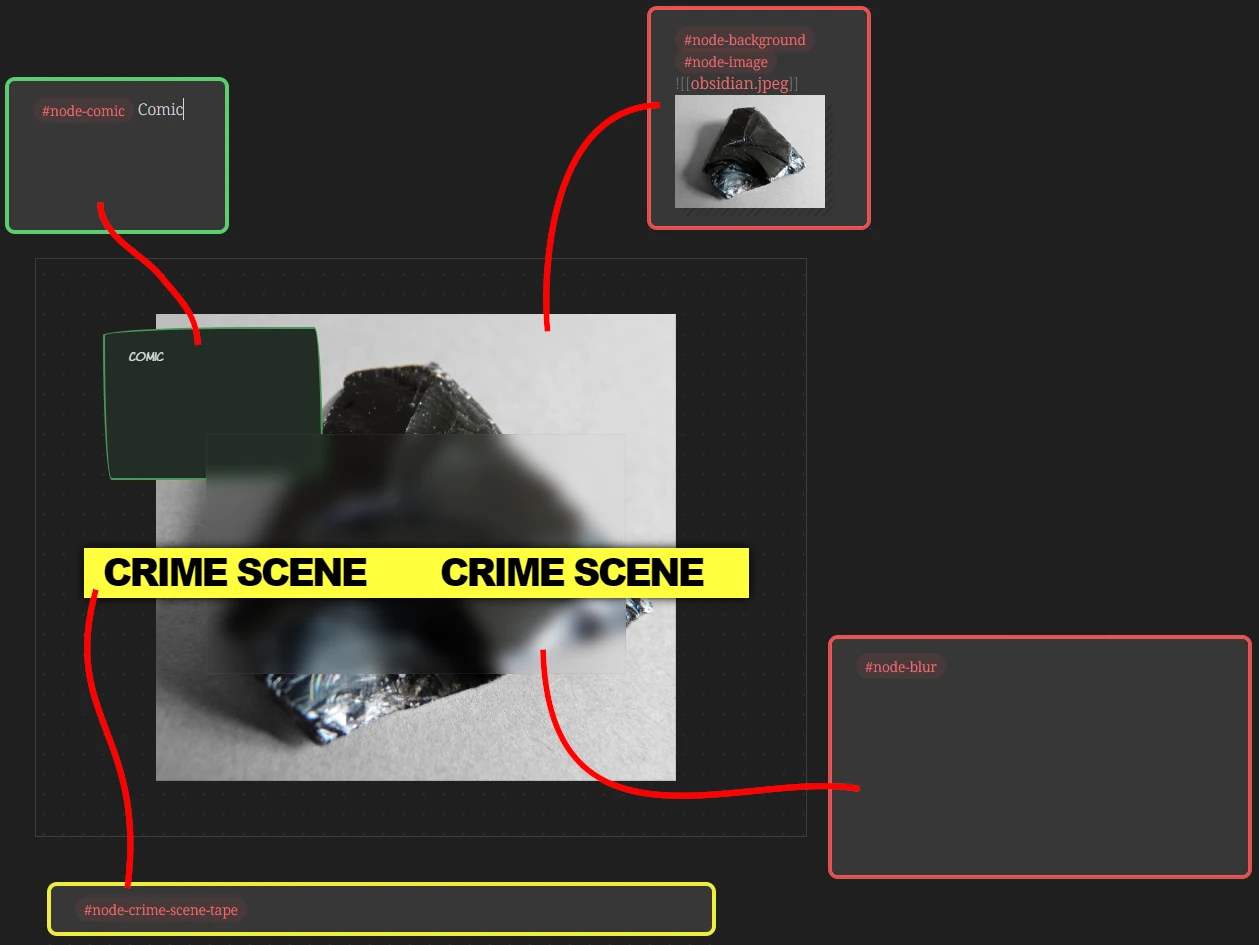 #node-background
#node-image
![[obsidian.jpeg]]
#node-comic Comic
COMIC
CRIME SCENE CRIME SCENE
#node-blur
#node-crime-scene-tape